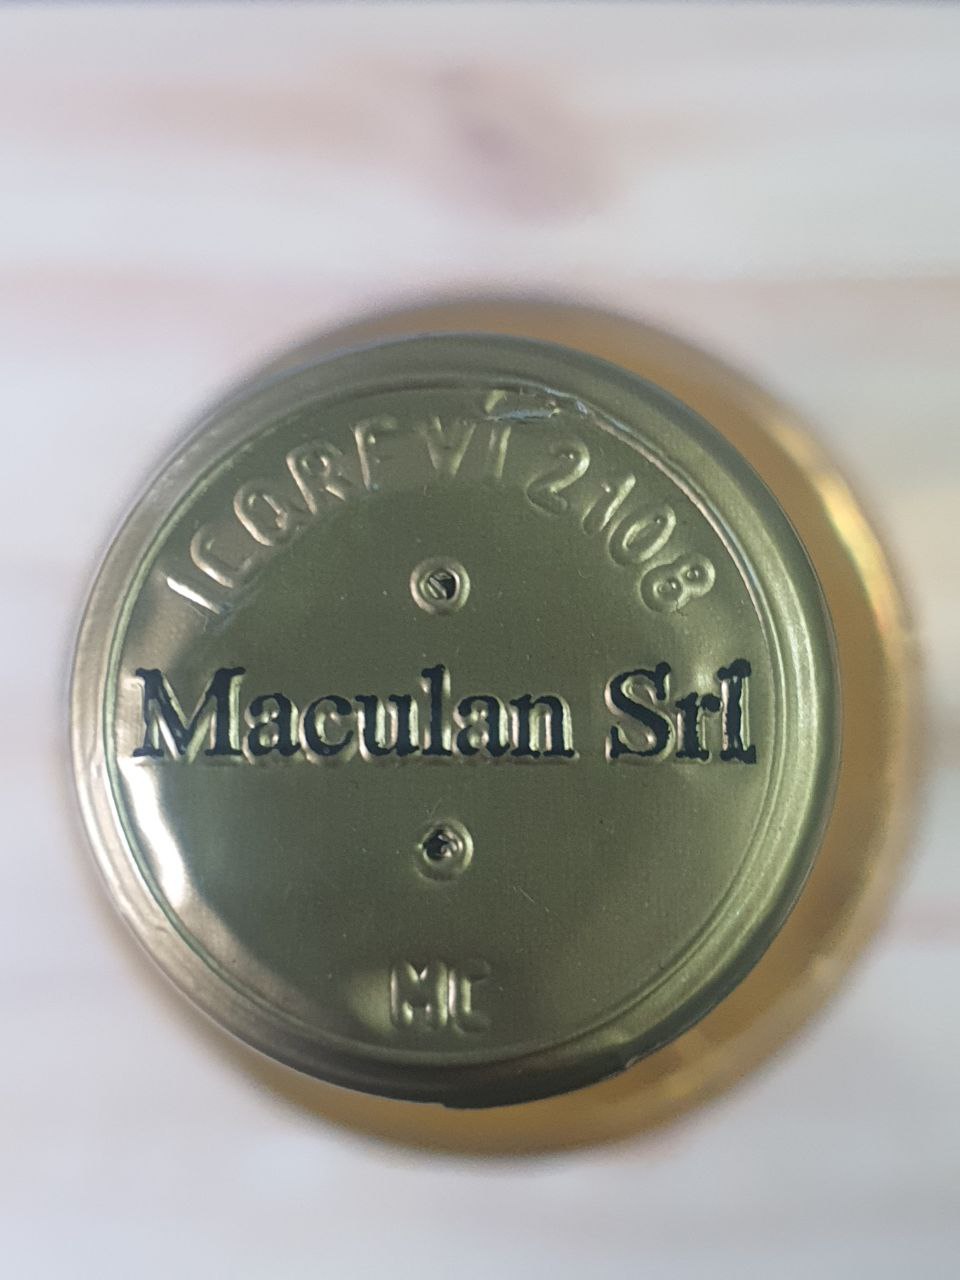 ICQRF VI 2108
Maculan Srl
MC